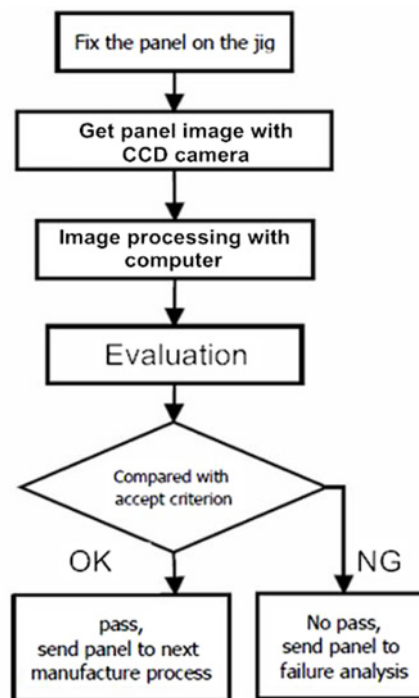 Fix the panel on the jig
Get panel image with
CCD camera
Image processing with
computer
Evaluation
Compared with
accept criterion
OK
NG
pass,
send panel to next
manufacture process
No pass,
send panel to
failure analysis